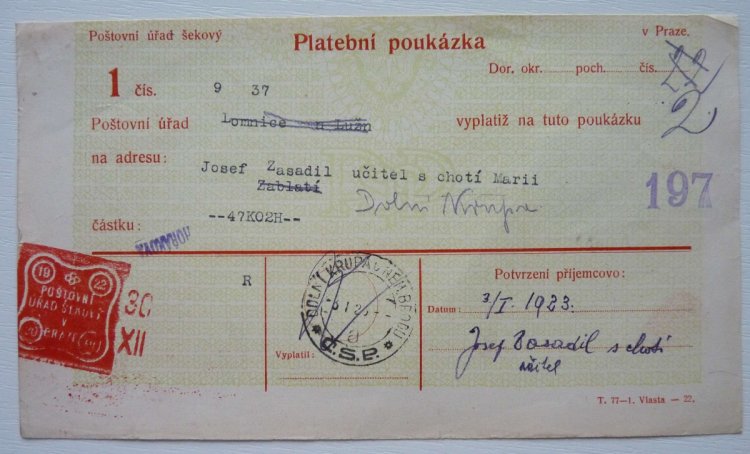 Poštovní úřad šekový
v Praze.
Platební poukázka
Dor. okr. poch. čís.
1 čís. 9 37
2
Poštovní úřad Lomnice n Lužn vyplatiž na tuto poukázku
na adresu: Josef Zasadil učitel s chotí Marii
Zablatí
Dolní Krupa
197
částku: --47K02H--
R
19 22
POŠTOVNÍ
ÚŘAD ŠEKOVÝ
V
PRAZE
30
XII
DOLNÍ KRUPA
Č.S.P.
a
Vyplatil:
Potvrzení příjemcovo:
Datum: 3/I. 1923.
Josef Zasadil s chotí
učitel
T. 77—1. Vlasta — 22.